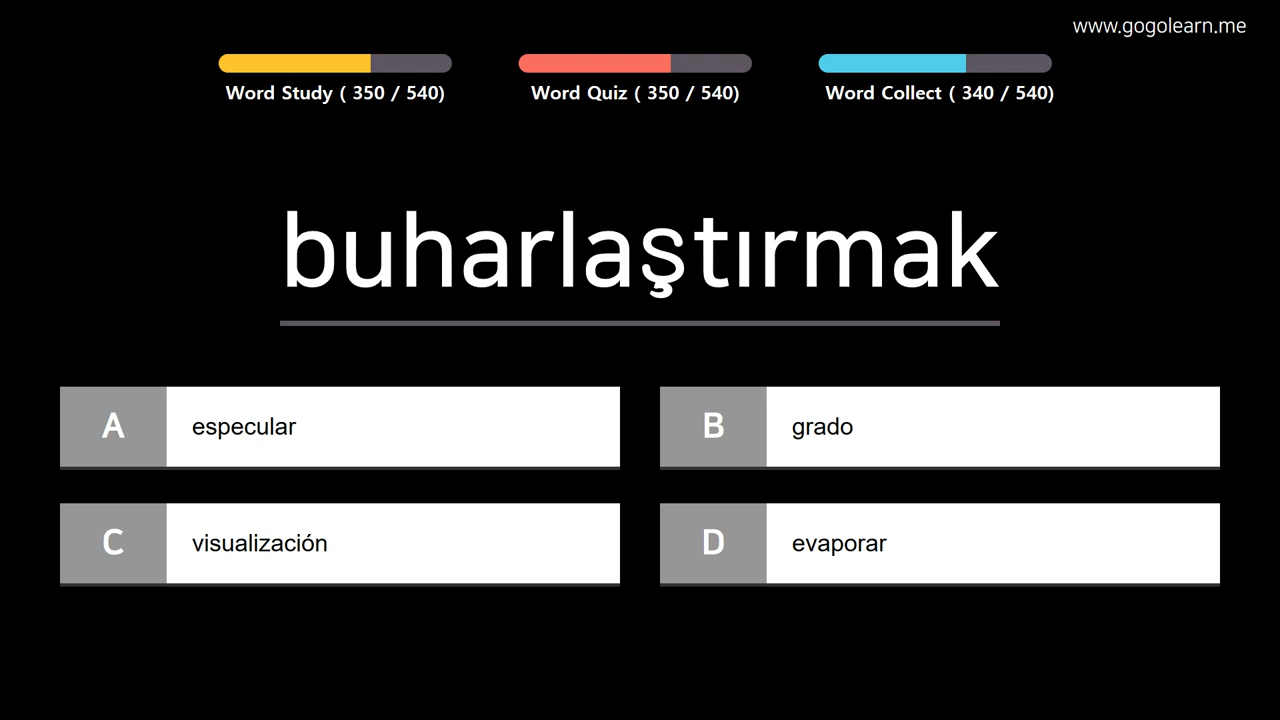 www.gogolearn.me
Word Study ( 350 / 540)
Word Quiz ( 350 / 540)
Word Collect ( 340 / 540)
buharlaştırmak
A especular
B grado
C visualización
D evaporar